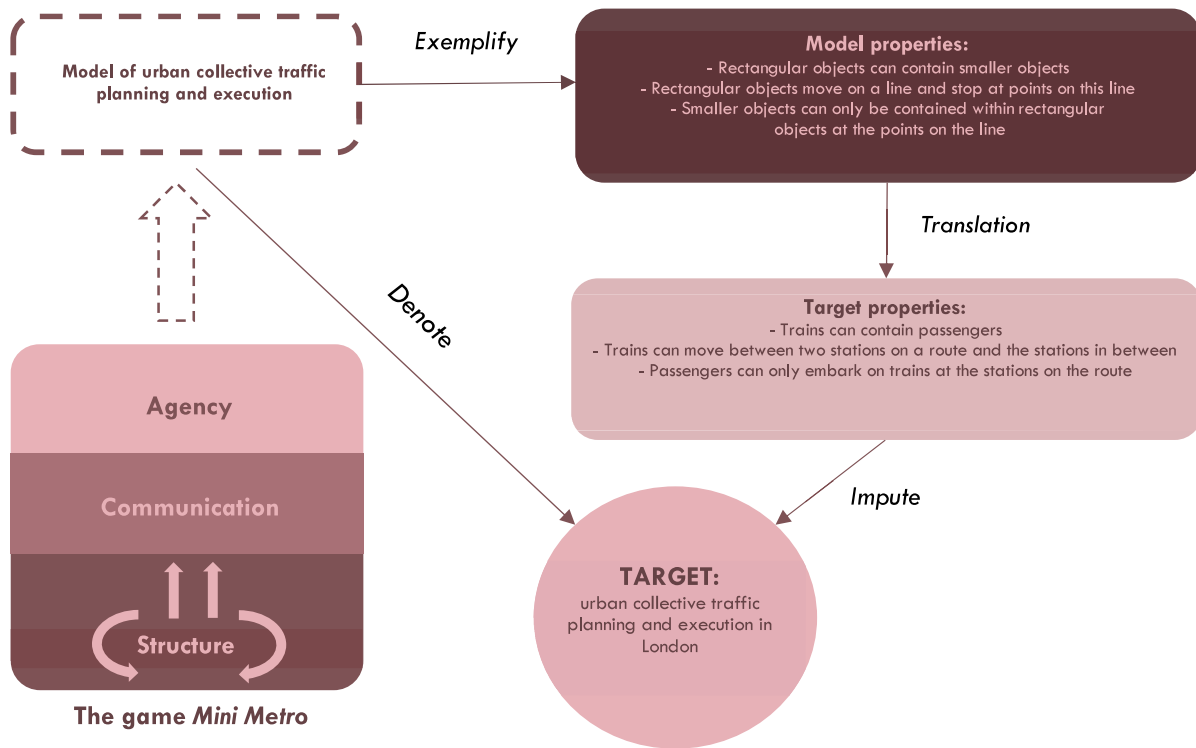 Model of urban collective traffic
planning and execution
Exemplify
Model properties:
- Rectangular objects can contain smaller objects
- Rectangular objects move on a line and stop at points on this line
- Smaller objects can only be contained within rectangular
objects at the points on the line
Translation
Denote
Target properties:
- Trains can contain passengers
- Trains can move between two stations on a route and the stations in between
- Passengers can only embark on trains at the stations on the route
Impute
Agency
Communication
Structure
The game Mini Metro
TARGET:
urban collective traffic
planning and execution in
London